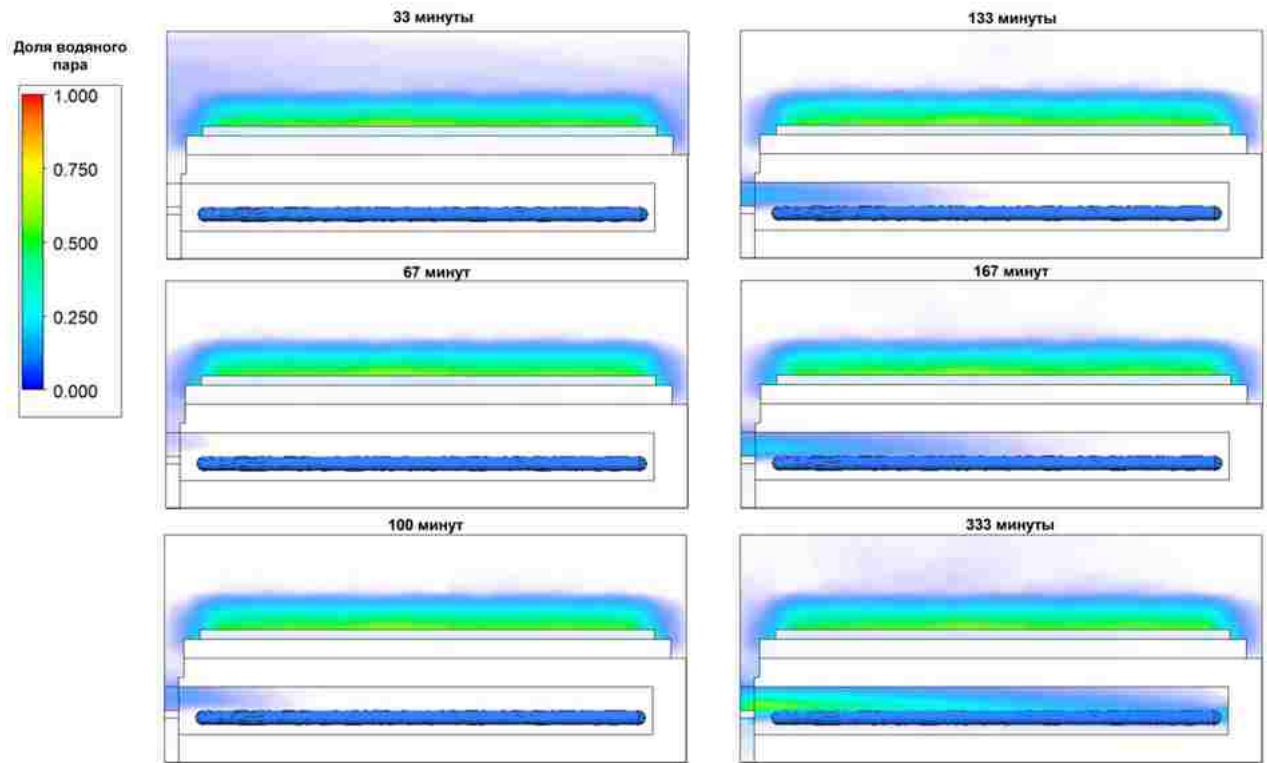 33 минуты
133 минуты
Доля водяного
пара
1.000
0.750
0.500
0.250
0.000
67 минут
167 минут
100 минут
333 минуты